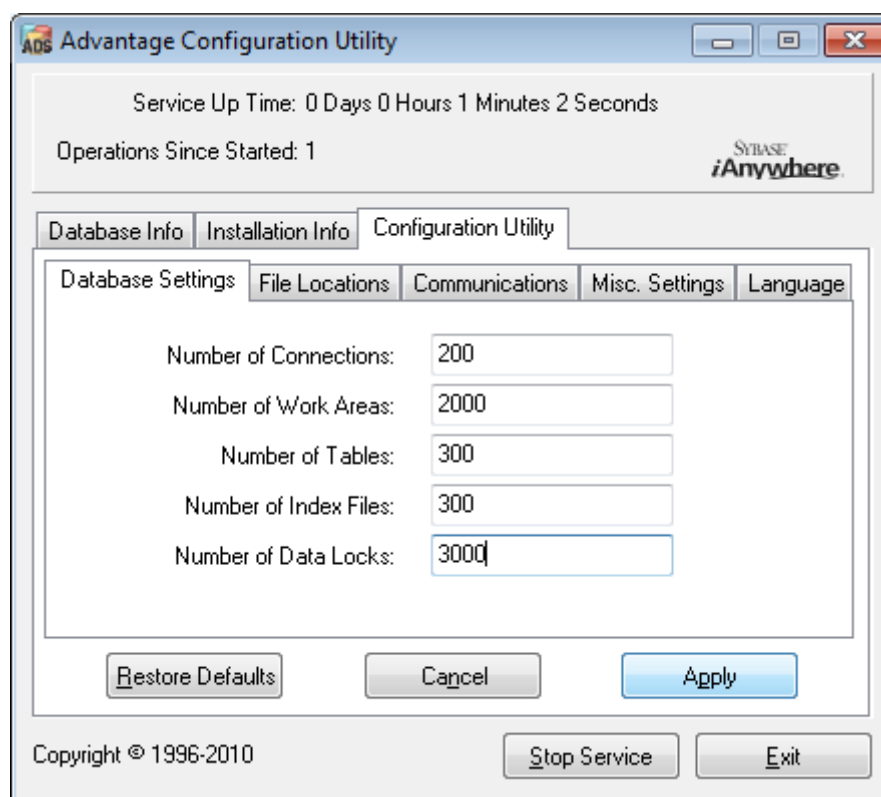 ADS Advantage Configuration Utility
Service Up Time: 0 Days 0 Hours 1 Minutes 2 Seconds
Operations Since Started: 1
SYBASE
iAnywhere.
Database Info Installation Info Configuration Utility
Database Settings File Locations Communications Misc. Settings Language
Number of Connections: 200
Number of Work Areas: 2000
Number of Tables: 300
Number of Index Files: 300
Number of Data Locks: 3000
Restore Defaults Cancel Apply
Copyright © 1996-2010 Stop Service Exit